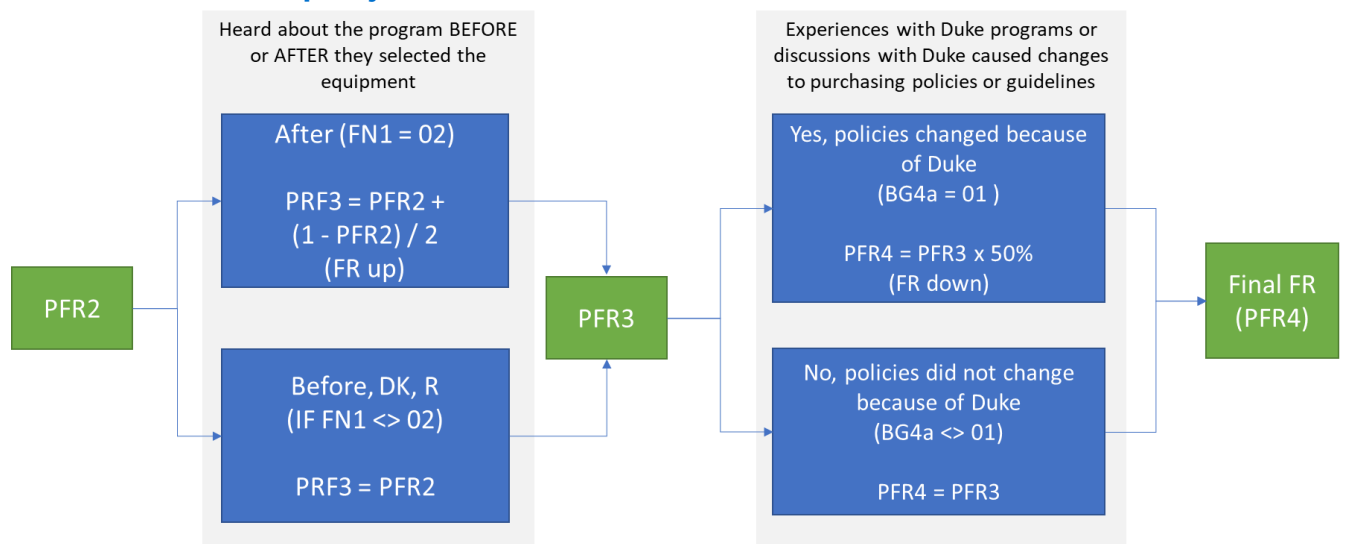 Heard about the program BEFORE
or AFTER they selected the
equipment
Experiences with Duke programs or
discussions with Duke caused changes
to purchasing policies or guidelines
PFR2
After (FN1 = 02)
PRF3 = PFR2 +
(1 - PFR2) / 2
(FR up)
Before, DK, R
(IF FN1 <> 02)
PRF3 = PFR2
PFR3
Yes, policies changed because
of Duke
(BG4a = 01 )
PFR4 = PFR3 x 50%
(FR down)
No, policies did not change
because of Duke
(BG4a <> 01)
PFR4 = PFR3
Final FR
(PFR4)